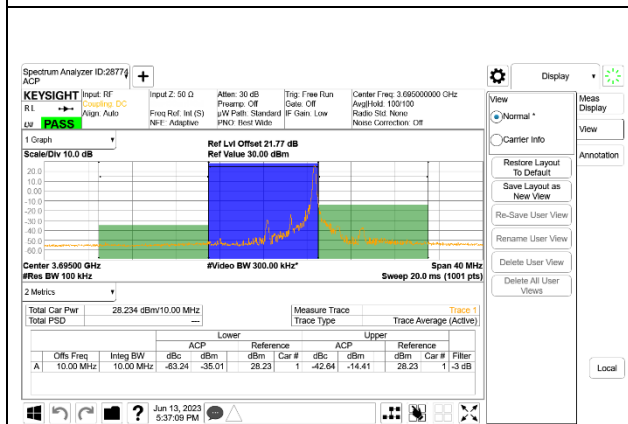 Spectrum Analyzer ID:28774
ACP
+
Display
KEYSIGHT Input: RF Input Z: 50 Ω Atten: 30 dB Trig: Free Run Center Freq: 3.695000000 GHz
Coupling: DC Preamp: Off Gate: Off Avg|Hold: 100/100
Align: Auto Freq Ref: Int (S) µW Path: Standard IF Gain: Low Radio Std: None
PASS NFE: Adaptive PNO: Best Wide Noise Correction: Off
View
Normal *
Carrier Info
Restore Layout
To Default
Save Layout as
New View
Re-Save User View
Rename User View
Delete User View
Delete All User
Views
Meas
Display
View
Annotation
Local
1 Graph
Scale/Div 10.0 dB
Ref Lvl Offset 21.77 dB
Ref Value 30.00 dBm
20.0
10.0
0.00
-10.0
-20.0
-30.0
-40.0
-50.0
-60.0
Center 3.69500 GHz #Video BW 300.00 kHz* Span 40 MHz
#Res BW 100 kHz Sweep 20.0 ms (1001 pts)
2 Metrics
Total Car Pwr 28.234 dBm/10.00 MHz Measure Trace Trace 1
Total PSD --- Trace Type Trace Average (Active)
Lower Upper
ACP Reference ACP Reference
Offs Freq Integ BW dBc dBm dBm Car # dBc dBm dBm Car # Filter
A 10.00 MHz 10.00 MHz -63.24 -35.01 28.23 1 -42.64 -14.41 28.23 1 -3 dB
?
Jun 13, 2023
5:37:09 PM